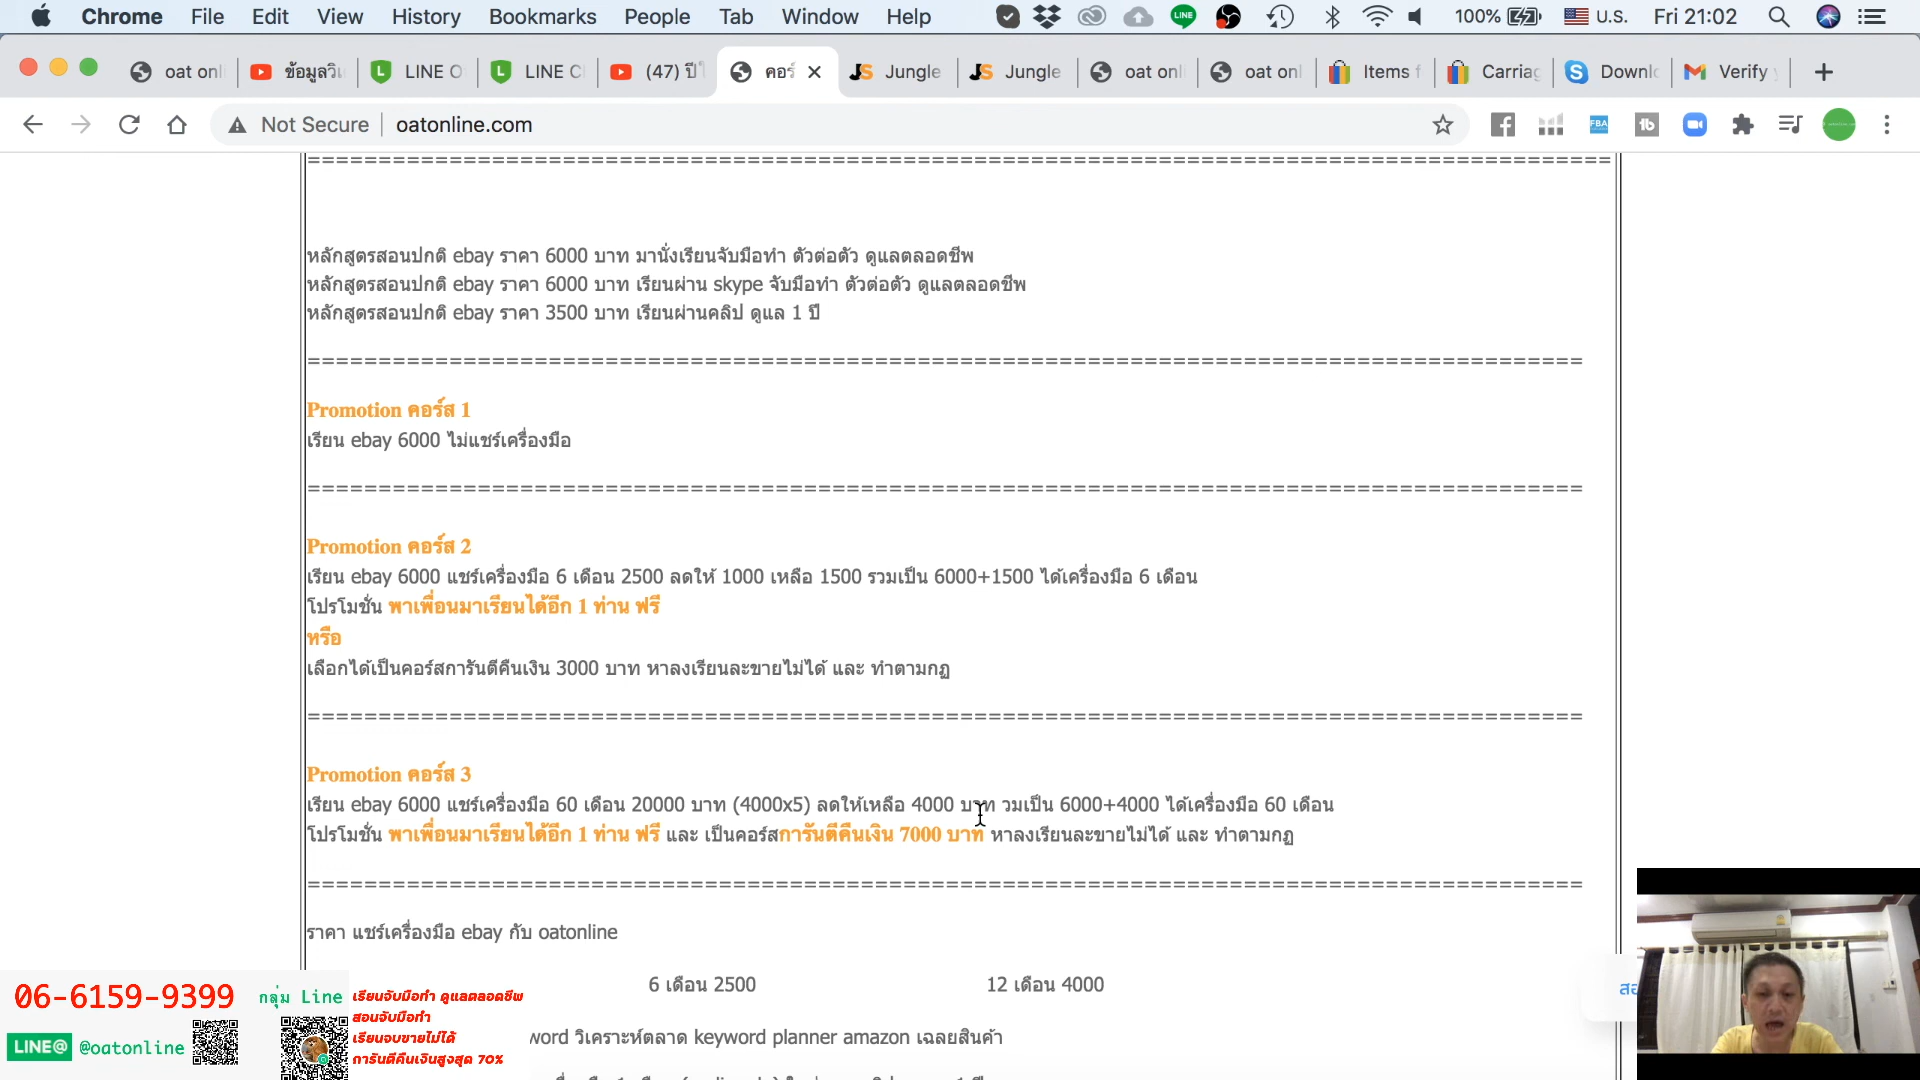 Chrome File Edit View History Bookmarks People Tab Window Help 100% U.S. Fri 21:02
oat onl ข้อมูลวิเ LINE O LINE C (47) ปีใ คอร์ Jungle Jungle oat onl oat onl Items f Carriag Downlo Verify
Not Secure oatonline.com
หลักสูตรสอนปกติ ebay ราคา 6000 บาท มานั่งเรียนจับมือทำ ตัวต่อตัว ดูแลตลอดชีพ
หลักสูตรสอนปกติ ebay ราคา 6000 บาท เรียนผ่าน skype จับมือทำ ตัวต่อตัว ดูแลตลอดชีพ
หลักสูตรสอนปกติ ebay ราคา 3500 บาท เรียนผ่านคลิป ดูแล 1 ปี
Promotion คอร์ส 1
เรียน ebay 6000 ไม่แชร์เครื่องมือ
Promotion คอร์ส 2
เรียน ebay 6000 แชร์เครื่องมือ 6 เดือน 2500 ลดให้ 1000 เหลือ 1500 รวมเป็น 6000+1500 ได้เครื่องมือ 6 เดือน
โปรโมชั่น พาเพื่อนมาเรียนได้อีก 1 ท่าน ฟรี
หรือ
เลือกได้เป็นคอร์สการันตีคืนเงิน 3000 บาท หาลงเรียนละขายไม่ได้ และ ทำตามกฏ
Promotion คอร์ส 3
เรียน ebay 6000 แชร์เครื่องมือ 60 เดือน 20000 บาท (4000x5) ลดให้เหลือ 4000 บาท วมเป็น 6000+4000 ได้เครื่องมือ 60 เดือน
โปรโมชั่น พาเพื่อนมาเรียนได้อีก 1 ท่าน ฟรี และ เป็นคอร์สการันตีคืนเงิน 7000 บาท หาลงเรียนละขายไม่ได้ และ ทำตามกฏ
ราคา แชร์เครื่องมือ ebay กับ oatonline
6 เดือน 2500 12 เดือน 4000
word วิเคราะห์ตลาด keyword planner amazon เฉลยสินค้า
06-6159-9399 กลุ่ม Line
LINE@ @oatonline
เรียนจับมือทำ ดูแลตลอดชีพ
สอนจับมือทำ
เรียนจบขายไม่ได้
การันตีคืนเงินสูงสุด 70%